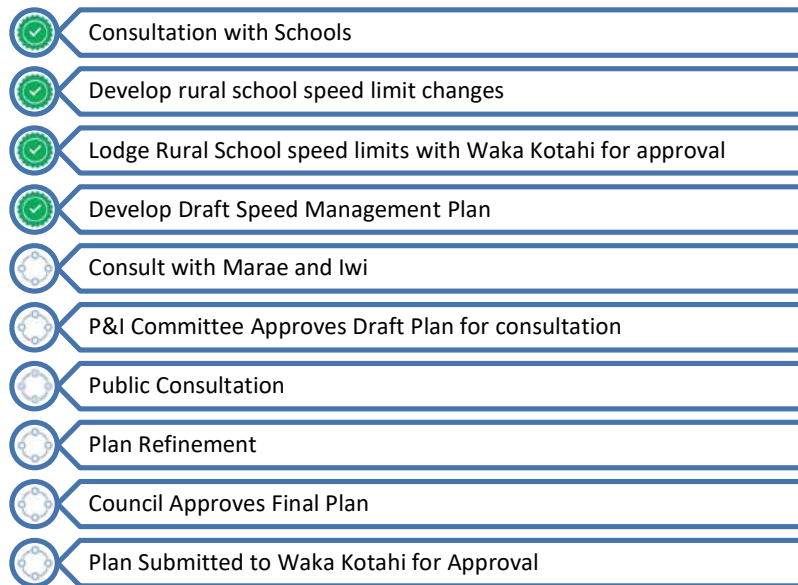 Consultation with Schools
Develop rural school speed limit changes
Lodge Rural School speed limits with Waka Kotahi for approval
Develop Draft Speed Management Plan
Consult with Marae and Iwi
P&I Committee Approves Draft Plan for consultation
Public Consultation
Plan Refinement
Council Approves Final Plan
Plan Submitted to Waka Kotahi for Approval